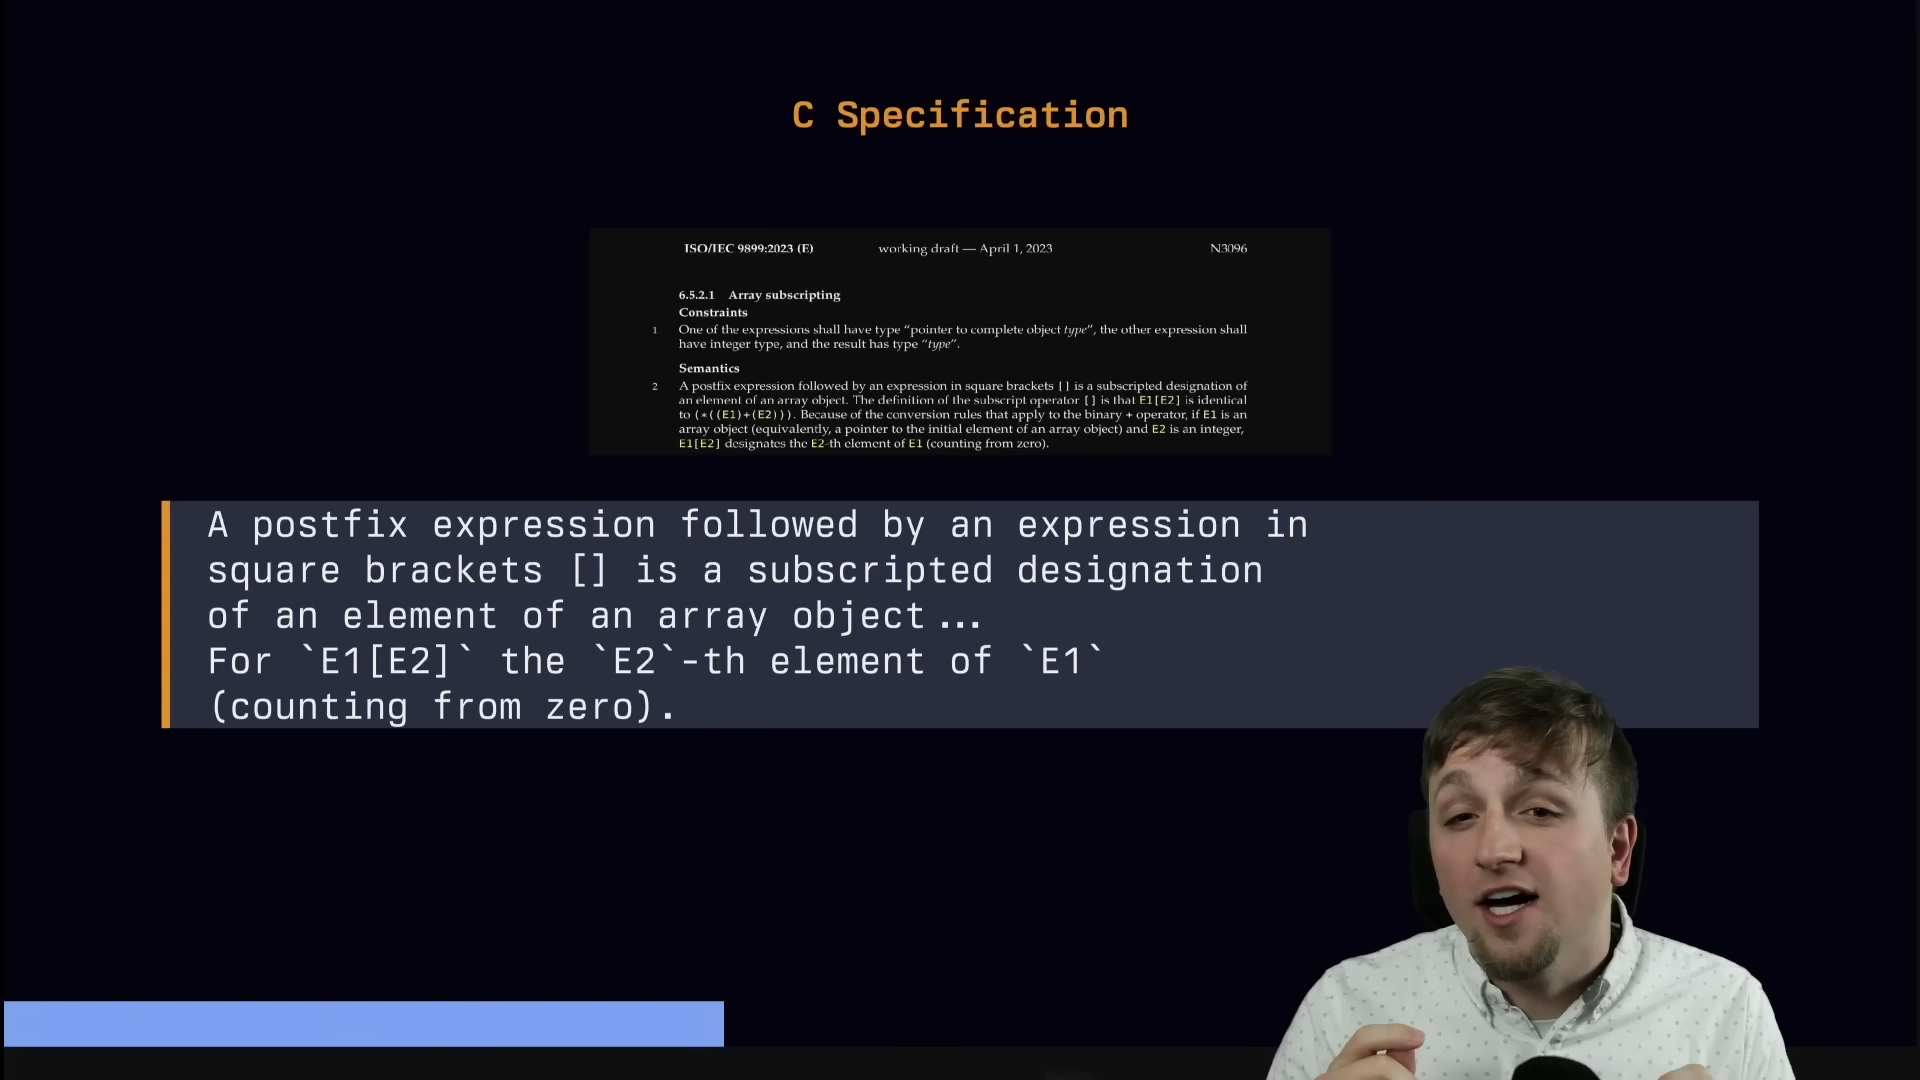 C Specification
ISO/IEC 9899:2023 (E) working draft — April 1, 2023 N3096
6.5.2.1 Array subscripting
Constraints
1 One of the expressions shall have type “pointer to complete object type”, the other expression shall
have integer type, and the result has type “type”.
Semantics
2 A postfix expression followed by an expression in square brackets [] is a subscripted designation of
an element of an array object. The definition of the subscript operator [] is that E1[E2] is identical
to (*((E1)+(E2))). Because of the conversion rules that apply to the binary + operator, if E1 is an
array object (equivalently, a pointer to the initial element of an array object) and E2 is an integer,
E1[E2] designates the E2-th element of E1 (counting from zero).
A postfix expression followed by an expression in
square brackets [] is a subscripted designation
of an element of an array object...
For `E1[E2]` the `E2`-th element of `E1`
(counting from zero).